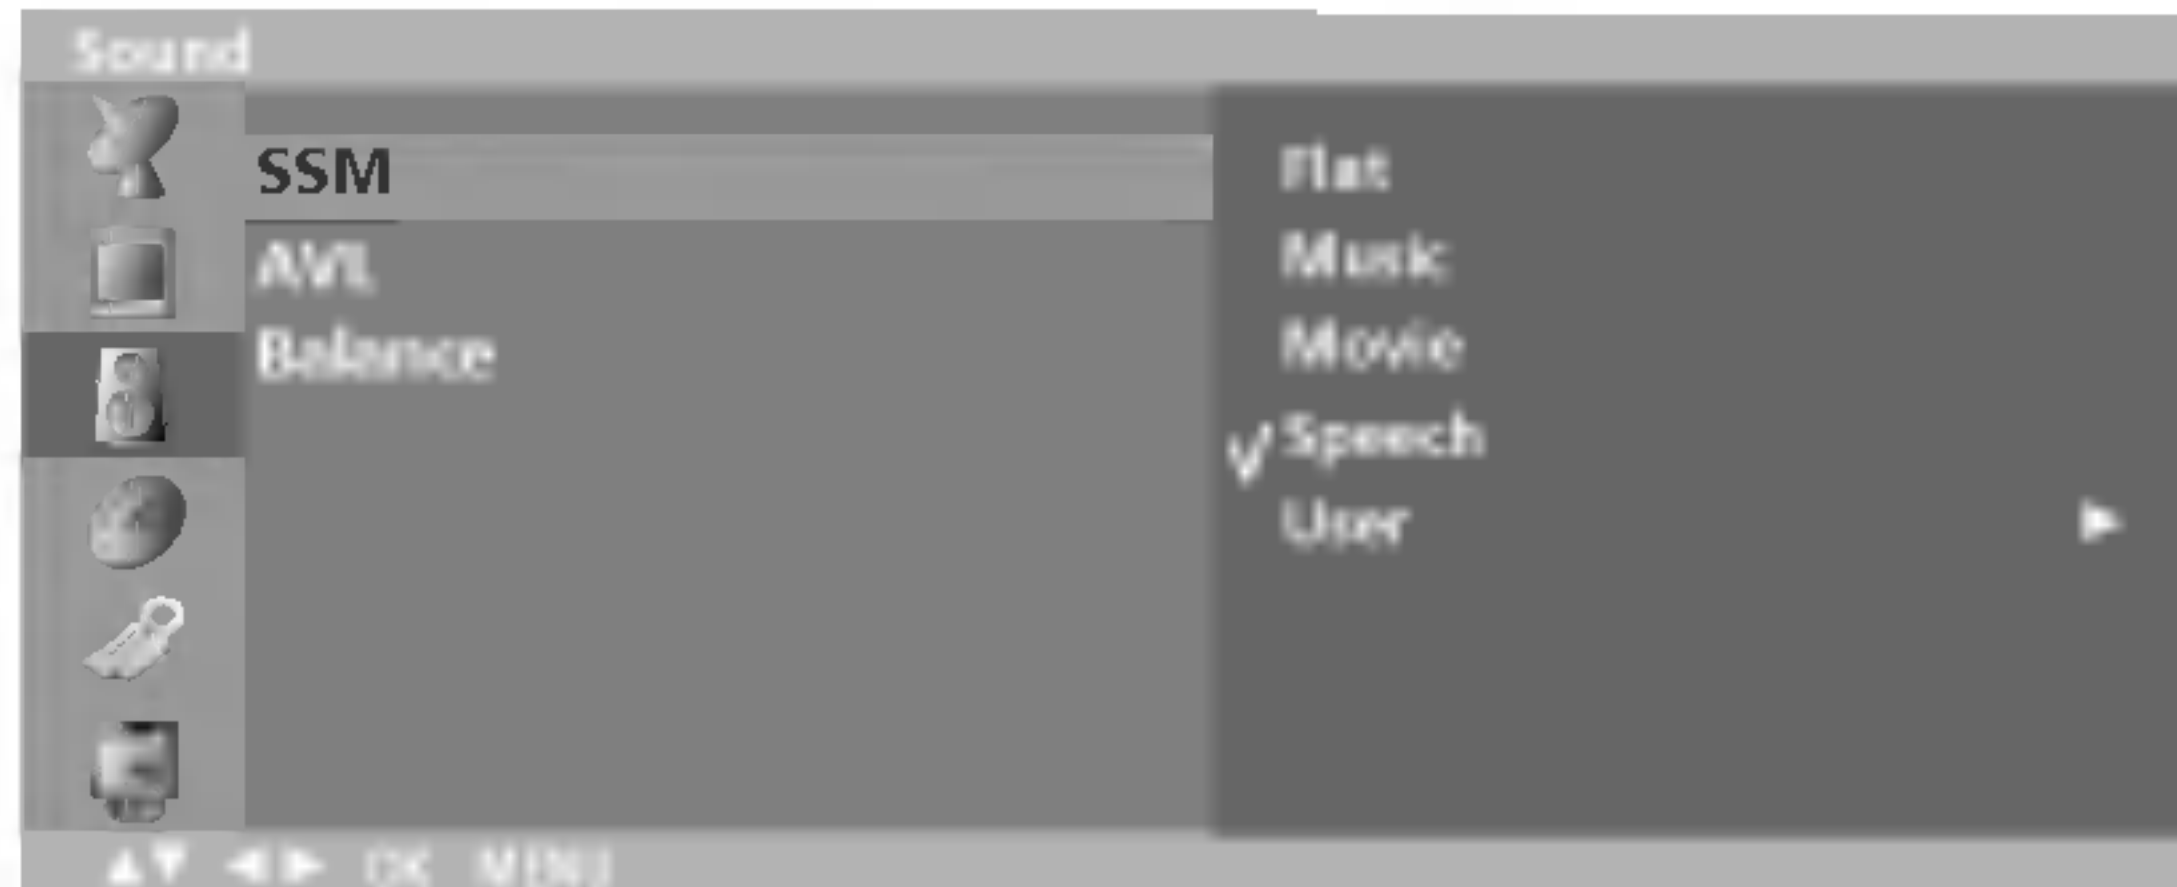 Sound
SSM
AVL
Balance
Flat
Music
Movie
√ Speech
User ▶
▲▼ ◀▶ OK MENU